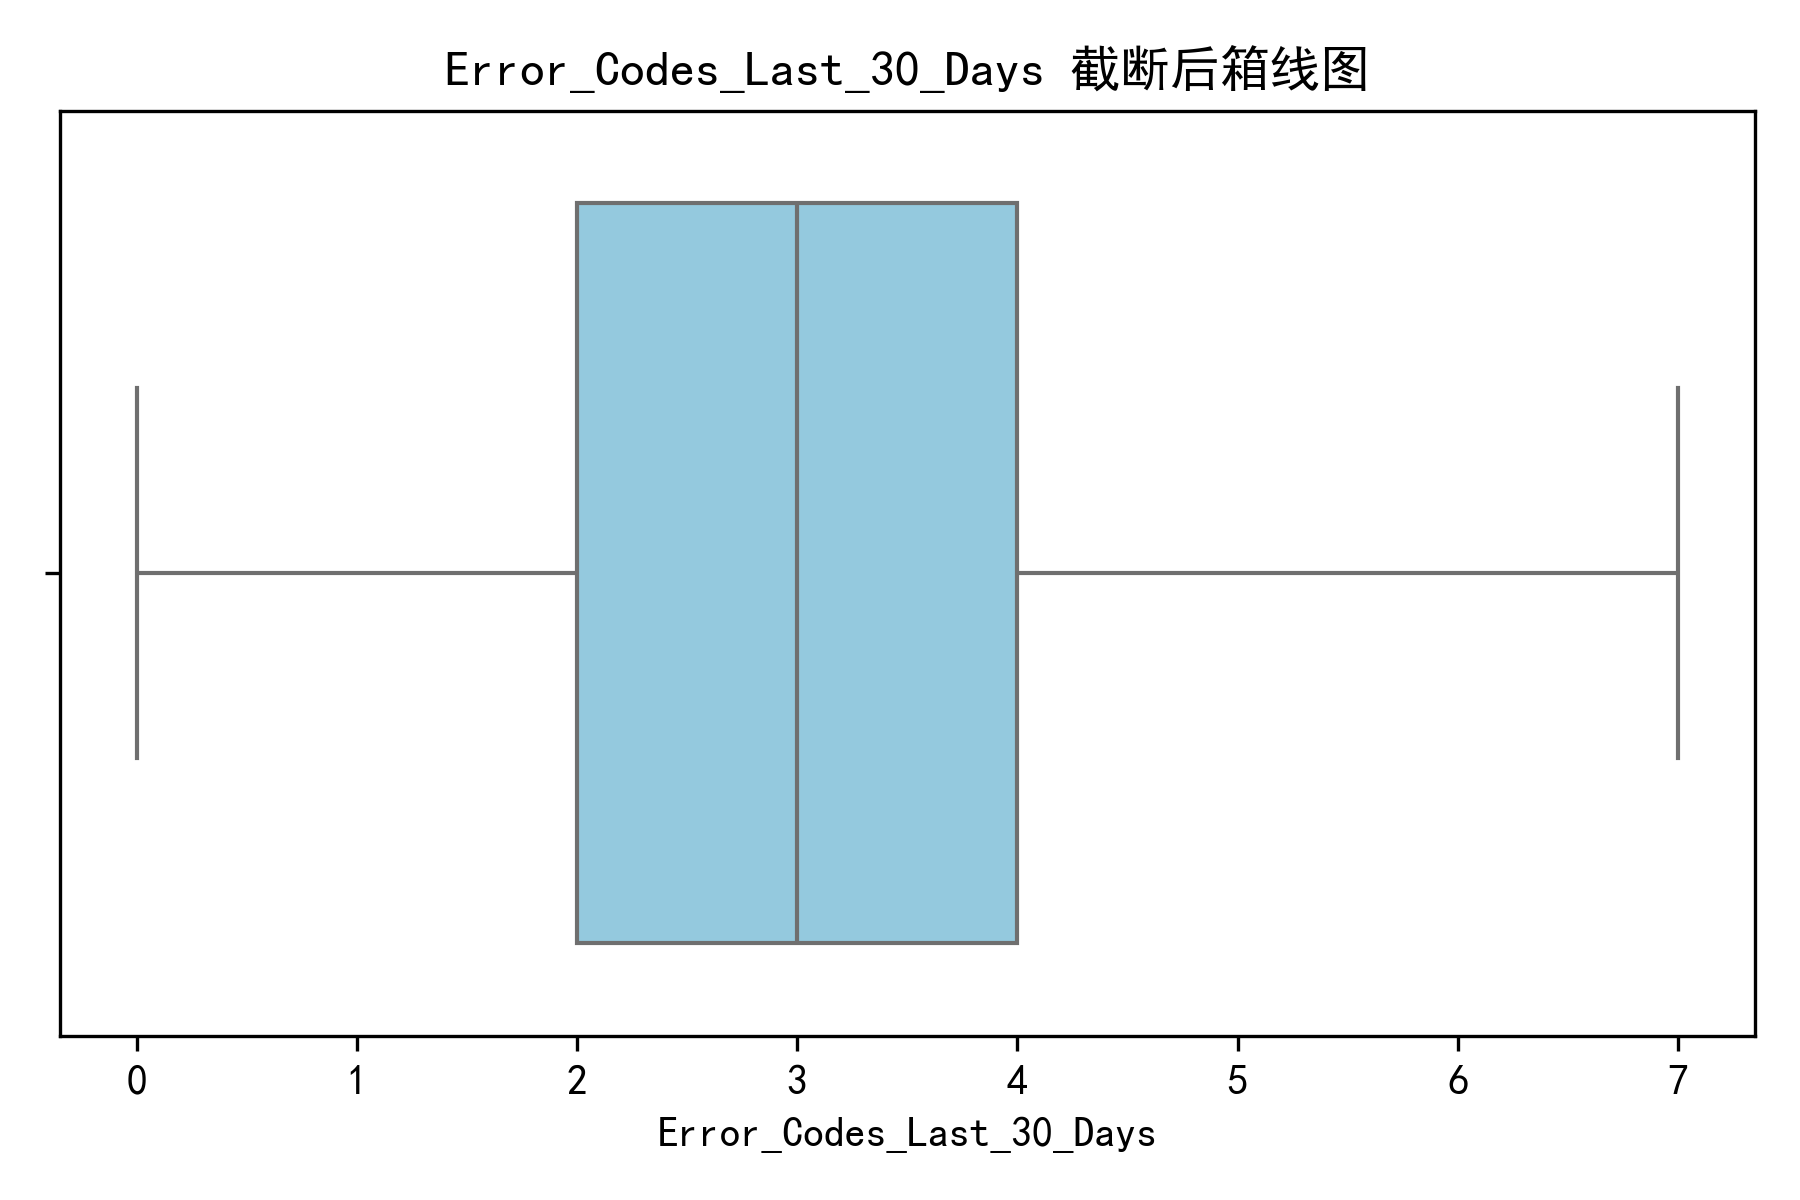 Error_Codes_Last_30_Days 截断后箱线图
0 1 2 3 4 5 6 7
Error_Codes_Last_30_Days